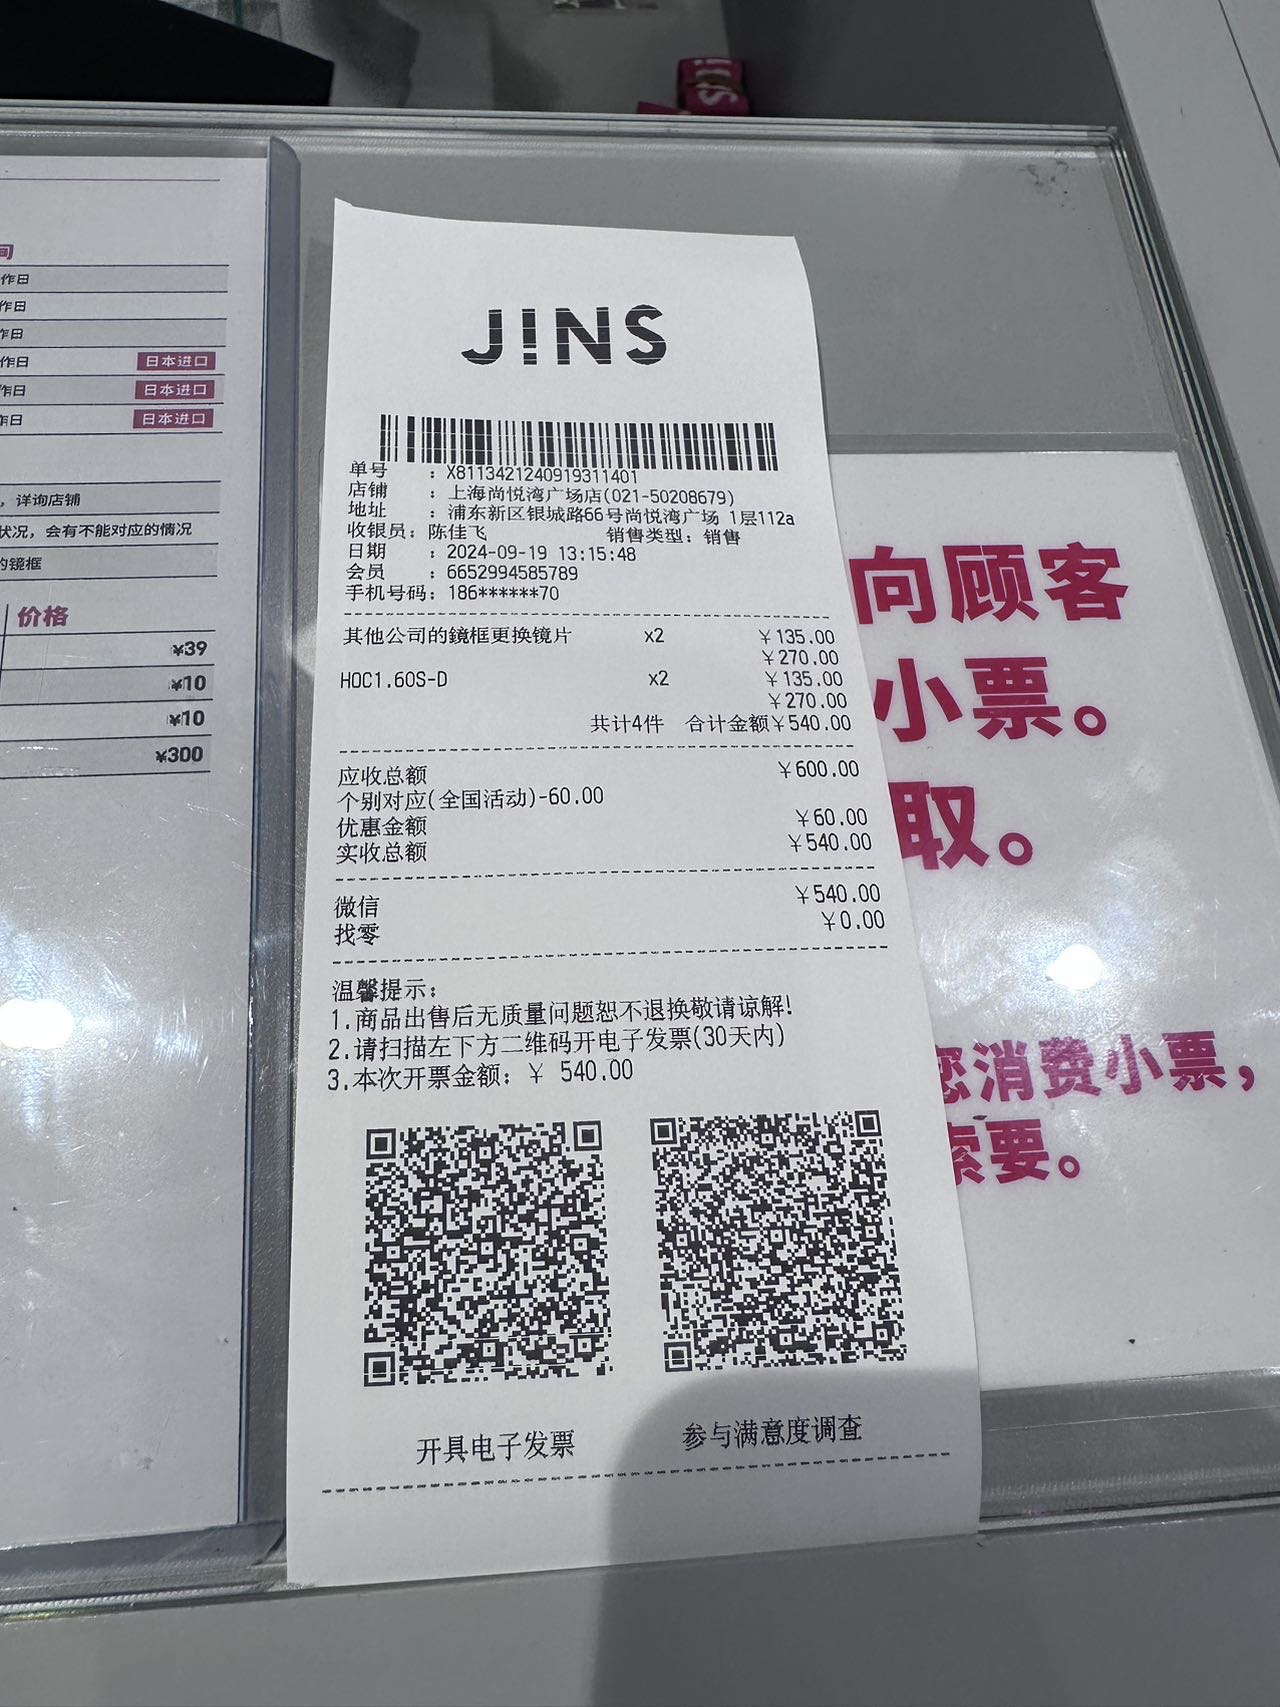 JINS
单号 : X8113421240919311401
店铺 : 上海尚悦湾广场店(021-50208679)
地址 : 浦东新区银城路66号尚悦湾广场 1层112a
收银员: 陈佳飞 销售类型: 销售
日期 : 2024-09-19 13:15:48
会员 : 6652994585789
手机号码: 186******70
其他公司的鏡框更换镜片 x2 ￥135.00
￥270.00
HOC1.60S-D x2 ￥135.00
￥270.00
共计4件 合计金额￥540.00
应收总额 ￥600.00
个别对应(全国活动)-60.00
优惠金额 ￥60.00
实收总额 ￥540.00
微信 ￥540.00
找零 ￥0.00
温馨提示:
1.商品出售后无质量问题恕不退换敬请谅解!
2.请扫描左下方二维码开电子发票(30天内)
3.本次开票金额: ￥ 540.00
开具电子发票 参与满意度调查
作日
作日
作日
作日 日本进口
作日 日本进口
作日 日本进口
，详询店铺
状况，会有不能对应的情况
的镜框
价格
¥39
¥10
¥10
¥300
向顾客
小票。
取。
您消费小票，
索要。